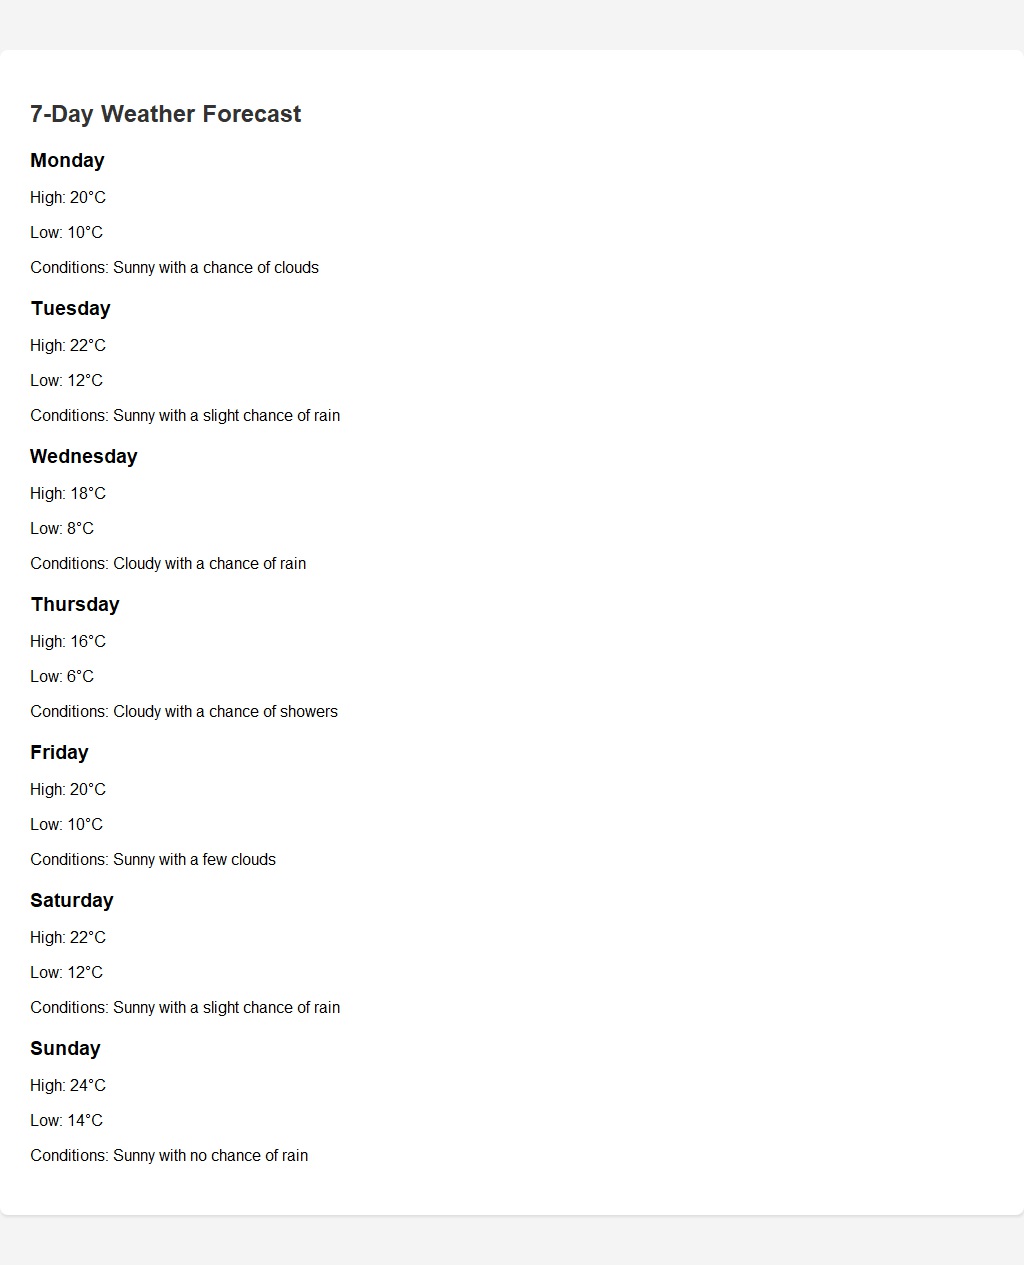 7-Day Weather Forecast
Monday
High: 20°C
Low: 10°C
Conditions: Sunny with a chance of clouds
Tuesday
High: 22°C
Low: 12°C
Conditions: Sunny with a slight chance of rain
Wednesday
High: 18°C
Low: 8°C
Conditions: Cloudy with a chance of rain
Thursday
High: 16°C
Low: 6°C
Conditions: Cloudy with a chance of showers
Friday
High: 20°C
Low: 10°C
Conditions: Sunny with a few clouds
Saturday
High: 22°C
Low: 12°C
Conditions: Sunny with a slight chance of rain
Sunday
High: 24°C
Low: 14°C
Conditions: Sunny with no chance of rain